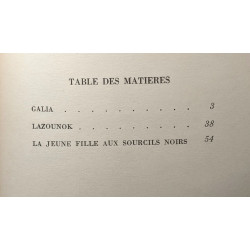 TABLE DES MATIERES
GALIA . . . . . . . . . . 3
LAZOUNOK . . . . . . . . 38
LA JEUNE FILLE AUX SOURCILS NOIRS 54